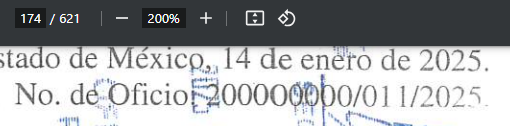 174 / 621 — 200% +
stado de México, 14 de enero de 2025.
No. de Oficio: 200000000/011/2025.